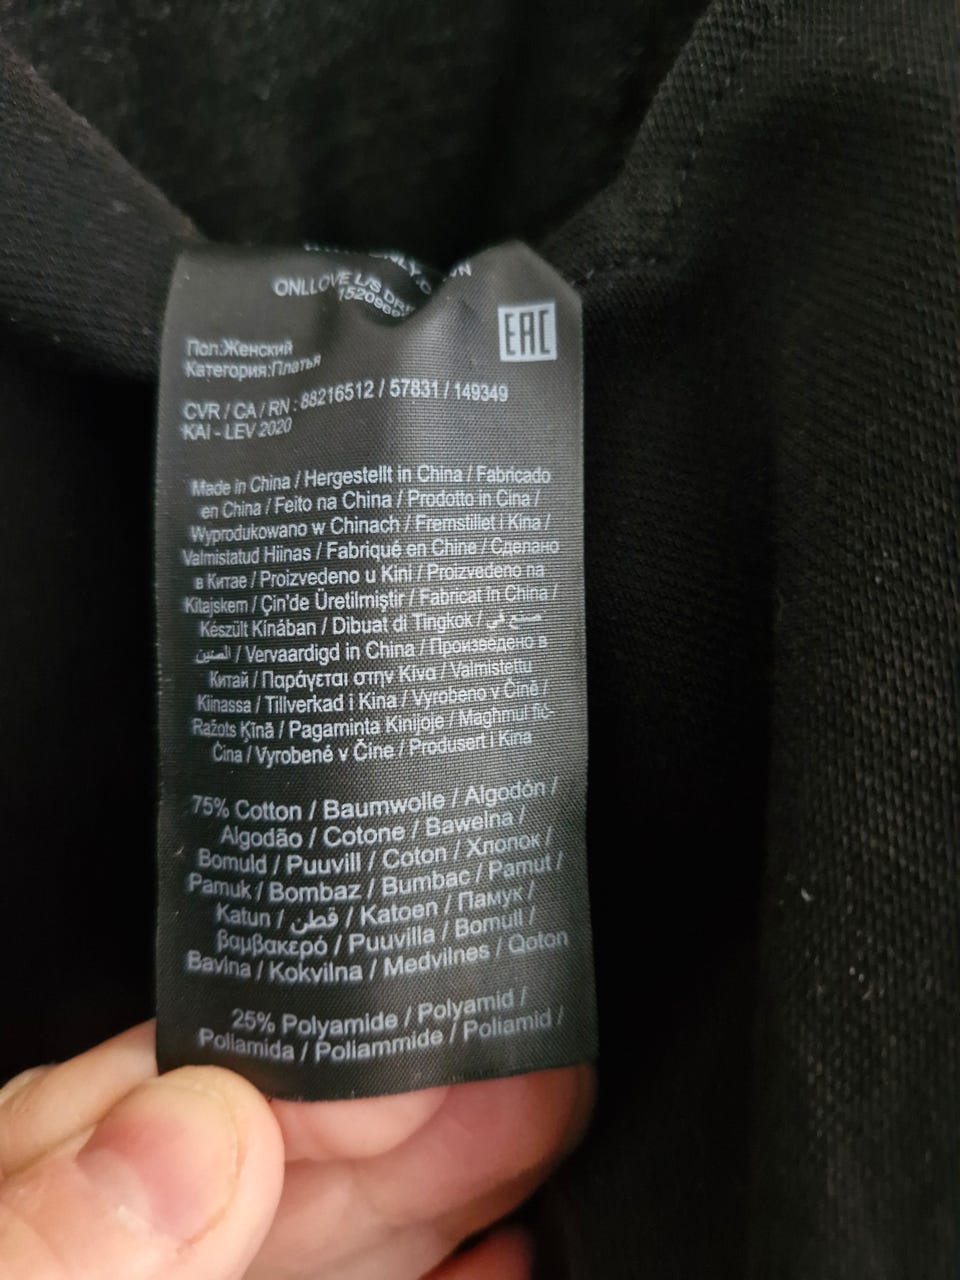 ONLLOVE L/S
Пол:Женский
Категория:Платья
EAC
CVR / CA / RN : 88216512 / 57831 / 149349
KAI - LEV 2020
Made in China / Hergestellt in China / Fabricado
en China / Feito na China / Prodotto in Cina /
Wyprodukowano w Chinach / Fremstillet i Kina /
Valmistatud Hiinas / Fabriqué en Chine / Сделано
в Китае / Proizvedeno u Kini / Proizvedeno na
Kitajskem / Çin'de Üretilmiştir / Fabricat în China /
Készült Kínában / Dibuat di Tingkok / صنع في
الصين / Vervaardigd in China / Произведено в
Китай / Παράγεται στην Κίνα / Valmistettu
Kiinassa / Tillverkad i Kina / Vyrobeno v Číně /
Ražots Ķīnā / Pagaminta Kinijoje / Magħmul fiċ-
Ċina / Vyrobené v Číne / Produsert i Kina
75% Cotton / Baumwolle / Algodón /
Algodão / Cotone / Bawełna /
Bomuld / Puuvill / Coton / Хлопок /
Pamuk / Bombaz / Bumbac / Pamut /
Katun / قطن / Katoen / Памук /
βαμβακερό / Puuvilla / Bomull /
Bavlna / Kokvilna / Medvilnės / Qoton
25% Polyamide / Polyamid /
Poliamida / Poliammide / Poliamid /